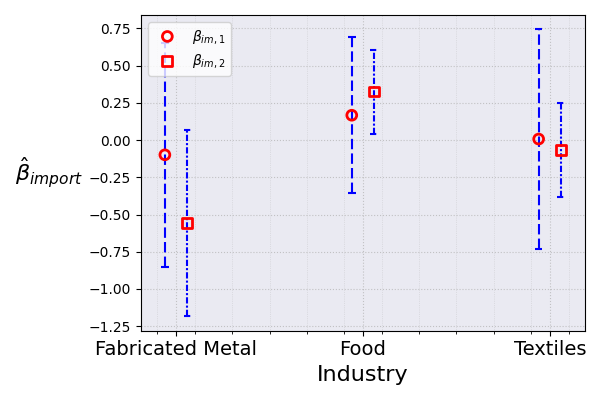 0.75
0.50
0.25
0.00
−0.25
−0.50
−0.75
−1.00
−1.25
β̂_import
β_im,1
β_im,2
Fabricated Metal Food Textiles
Industry